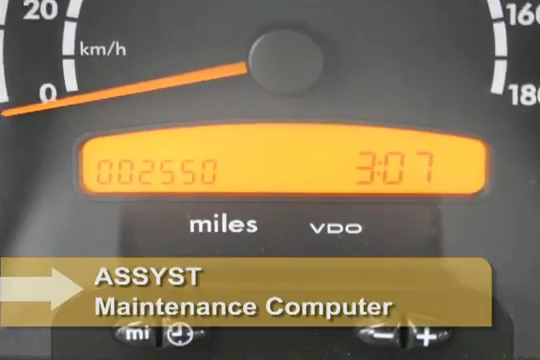 20
km/h
0
160
180
002550 3:07
miles VDO
ASSYST
Maintenance Computer
mi - +